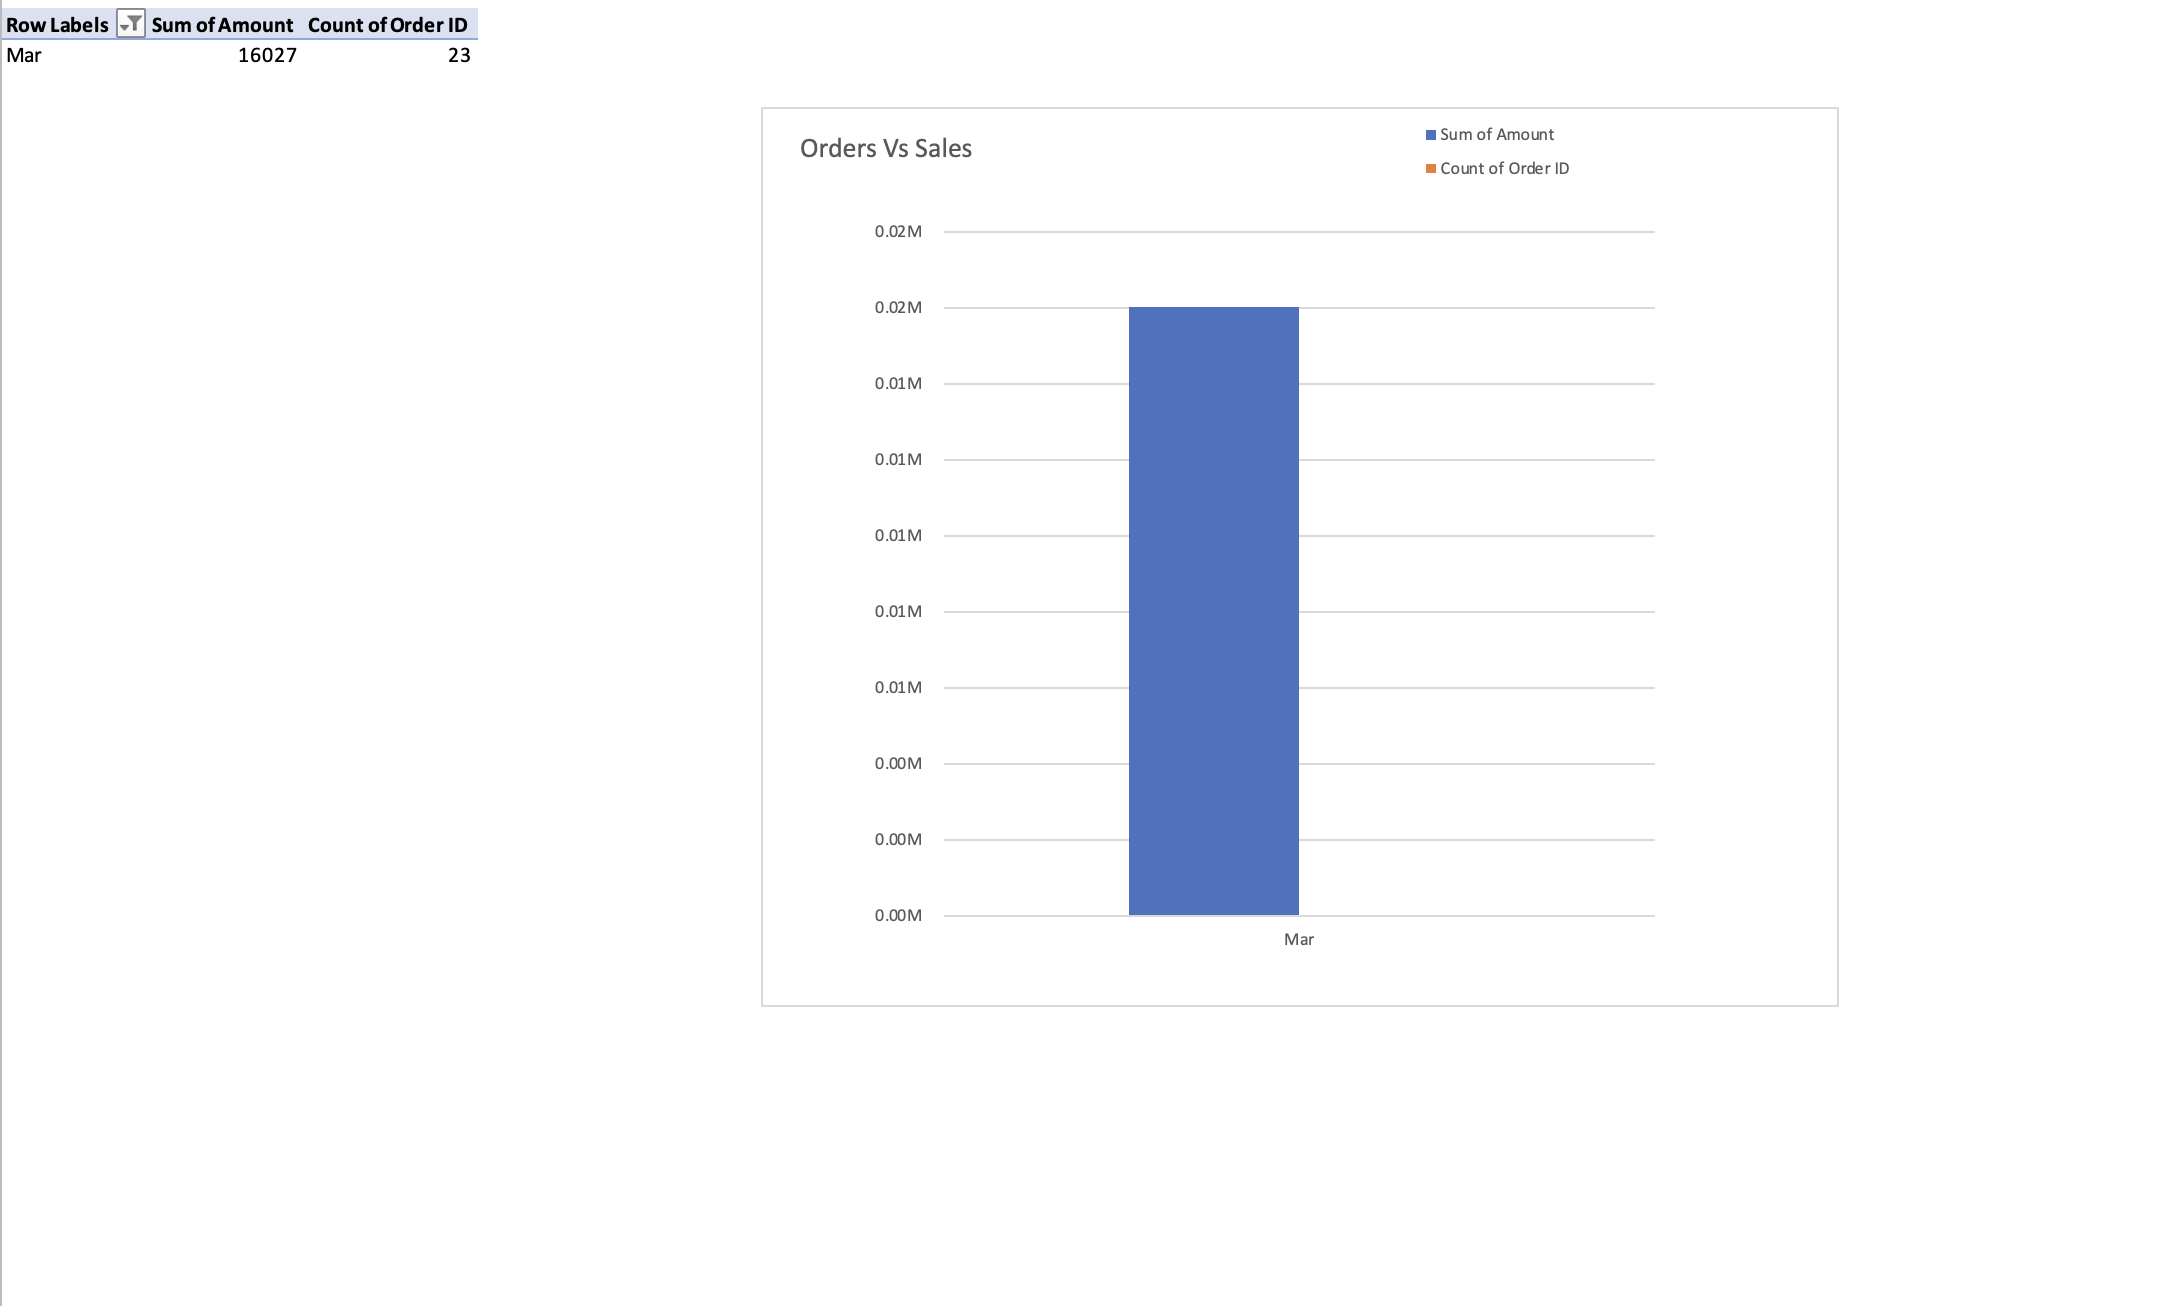 Row Labels Sum of Amount Count of Order ID
Mar 16027 23
Orders Vs Sales
Sum of Amount
Count of Order ID
0.02M
0.02M
0.01M
0.01M
0.01M
0.01M
0.01M
0.00M
0.00M
0.00M
Mar